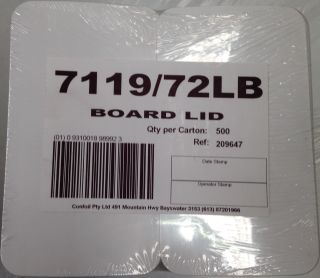 7119/72LB
BOARD LID
Qty per Carton: 500
(01) 0 9310018 98992 3
Ref: 209647
Date Stamp
Operator Stamp
Confoil Pty Ltd 491 Mountain Hwy Bayswater 3153 (613) 87201966